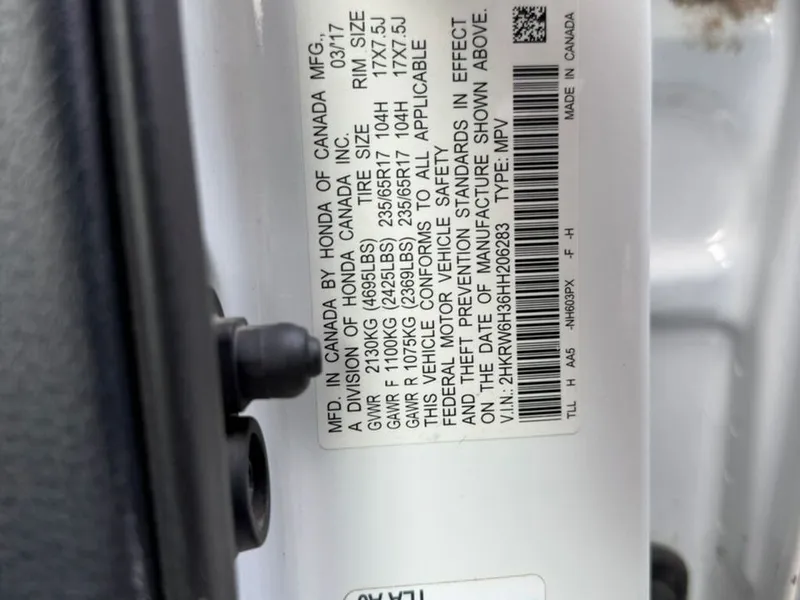 MFD. IN CANADA BY HONDA OF CANADA MFG.,
A DIVISION OF HONDA CANADA INC. 03/'17
GVWR 2130KG (4695LBS) TIRE SIZE RIM SIZE
GAWR F 1100KG (2425LBS) 235/65R17 104H 17X7.5J
GAWR R 1075KG (2369LBS) 235/65R17 104H 17X7.5J
THIS VEHICLE CONFORMS TO ALL APPLICABLE
FEDERAL MOTOR VEHICLE SAFETY
AND THEFT PREVENTION STANDARDS IN EFFECT
ON THE DATE OF MANUFACTURE SHOWN ABOVE.
V.I.N.: 2HKRW6H36HH206283 TYPE: MPV
TLL H AA5 -NH603PX -F -H MADE IN CANADA